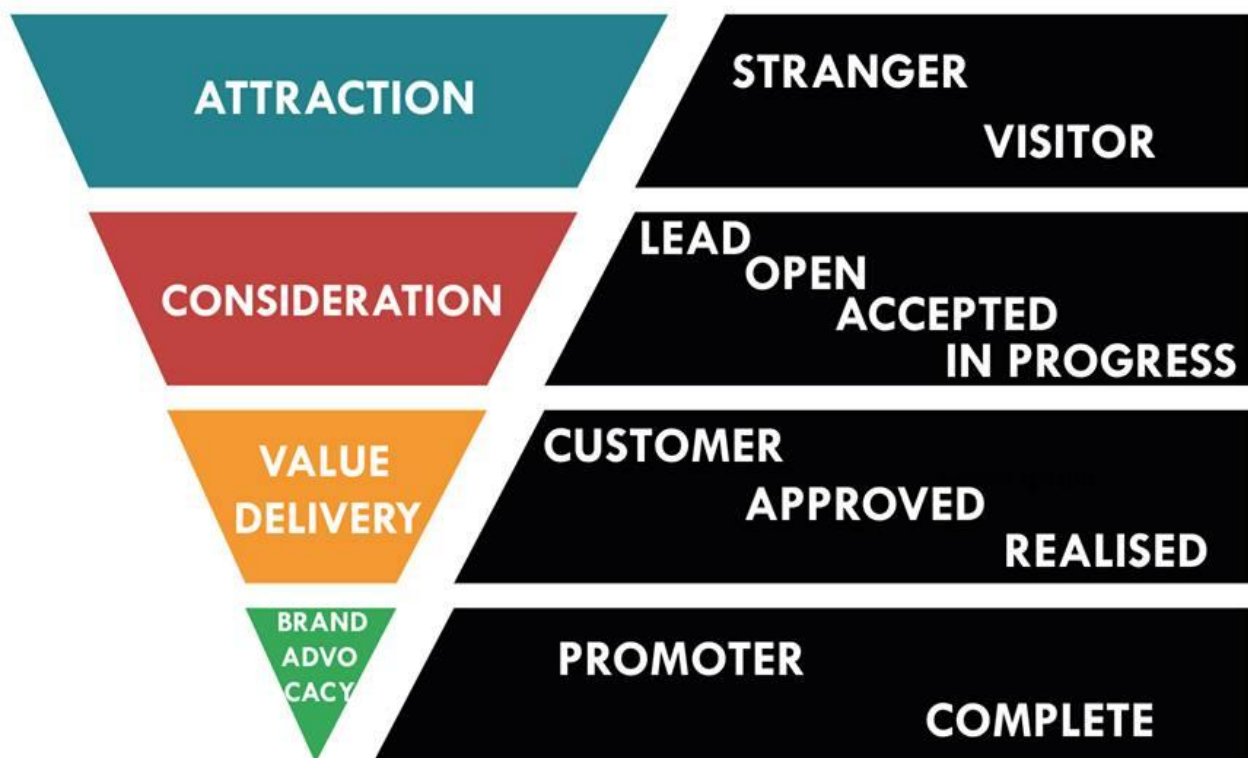 ATTRACTION
STRANGER
VISITOR
CONSIDERATION
LEAD
OPEN
ACCEPTED
IN PROGRESS
VALUE
DELIVERY
CUSTOMER
APPROVED
REALISED
BRAND
ADVO
CACY
PROMOTER
COMPLETE